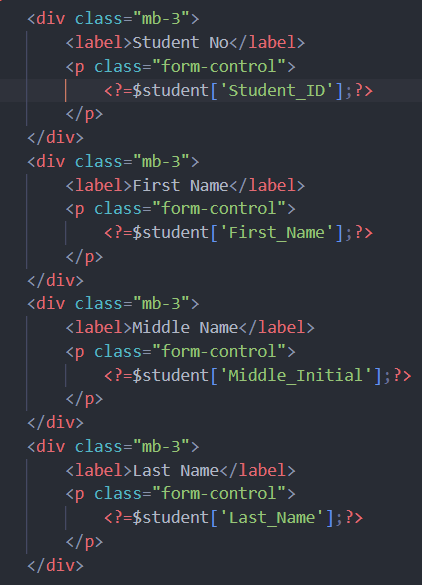 <div class="mb-3">
    <label>Student No</label>
    <p class="form-control">
        <?=$student['Student_ID'];?>
    </p>
</div>
<div class="mb-3">
    <label>First Name</label>
    <p class="form-control">
        <?=$student['First_Name'];?>
    </p>
</div>
<div class="mb-3">
    <label>Middle Name</label>
    <p class="form-control">
        <?=$student['Middle_Initial'];?>
    </p>
</div>
<div class="mb-3">
    <label>Last Name</label>
    <p class="form-control">
        <?=$student['Last_Name'];?>
    </p>
</div>